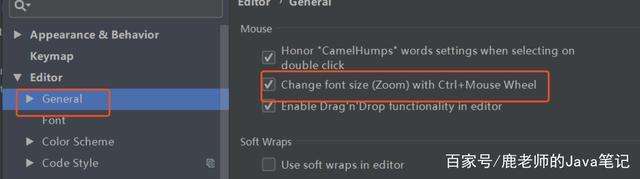 Editor › General
Appearance & Behavior
Keymap
Editor
General
Font
Color Scheme
Code Style
Mouse
Honor "CamelHumps" words settings when selecting on
double click
Change font size (Zoom) with Ctrl+Mouse Wheel
Enable Drag'n'Drop functionality in editor
Soft Wraps
Use soft wraps in editor
百家号/鹿老师的Java笔记